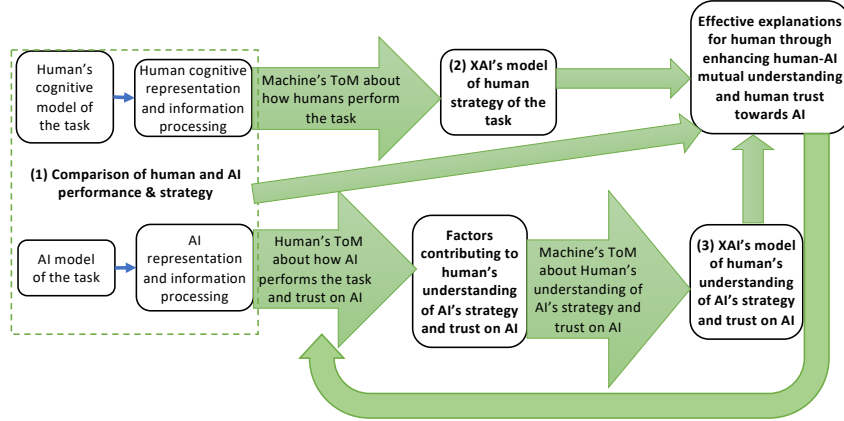 Human's
cognitive
model of
the task
Human cognitive
representation
and information
processing
Machine's ToM about
how humans perform
the task
(2) XAI's model
of human
strategy of the
task
Effective explanations
for human through
enhancing human-AI
mutual understanding
and human trust
towards AI
(1) Comparison of human and AI
performance & strategy
AI model
of the task
AI
representation
and information
processing
Human's ToM
about how AI
performs the task
and trust on AI
Factors
contributing to
human's
understanding
of AI's strategy
and trust on AI
Machine's ToM
about Human's
understanding of
AI's strategy and
trust on AI
(3) XAI's model
of human's
understanding
of AI's strategy
and trust on AI